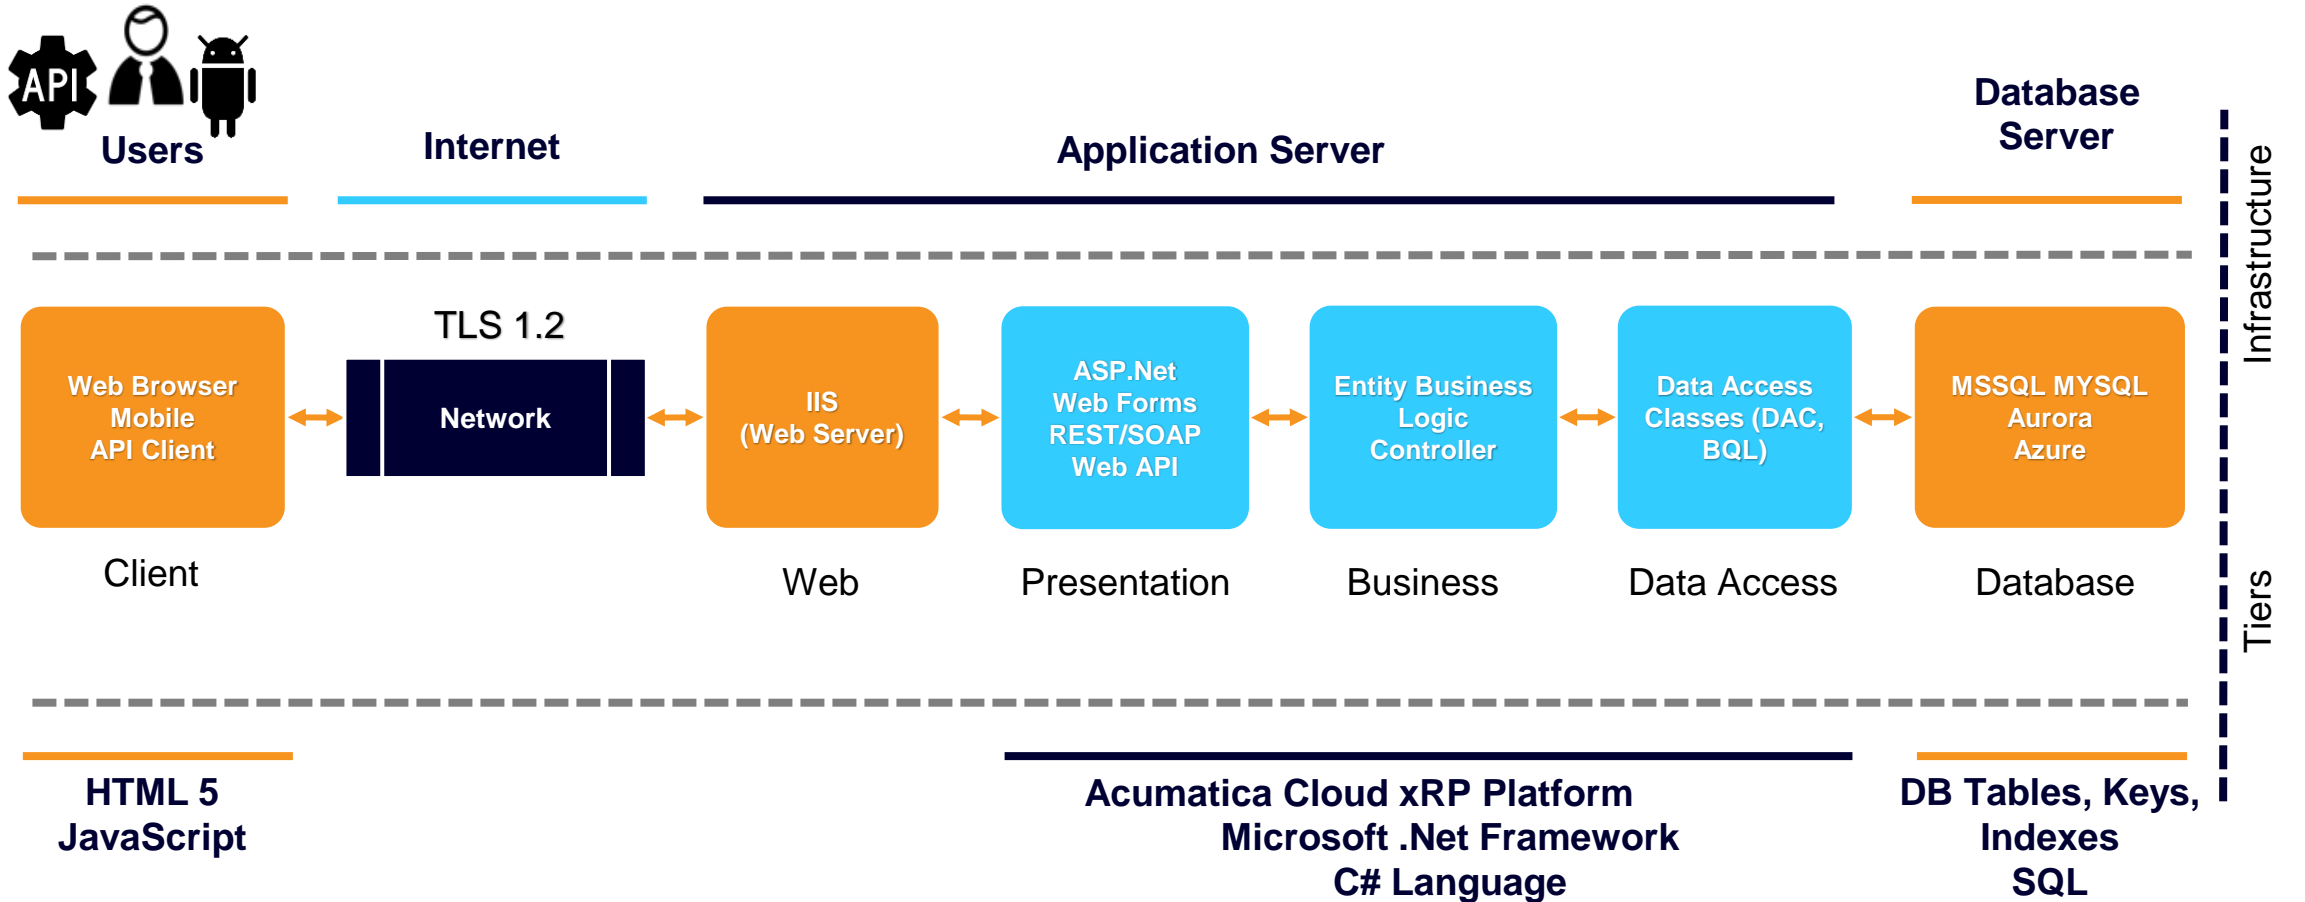 API
Users
Internet
Application Server
Database
Server
Infrastructure
TLS 1.2
Web Browser
Mobile
API Client
Network
IIS
(Web Server)
ASP.Net
Web Forms
REST/SOAP
Web API
Entity Business
Logic
Controller
Data Access
Classes (DAC,
BQL)
MSSQL MYSQL
Aurora
Azure
Client
Web
Presentation
Business
Data Access
Database
Tiers
HTML 5
JavaScript
Acumatica Cloud xRP Platform
Microsoft .Net Framework
C# Language
DB Tables, Keys,
Indexes
SQL